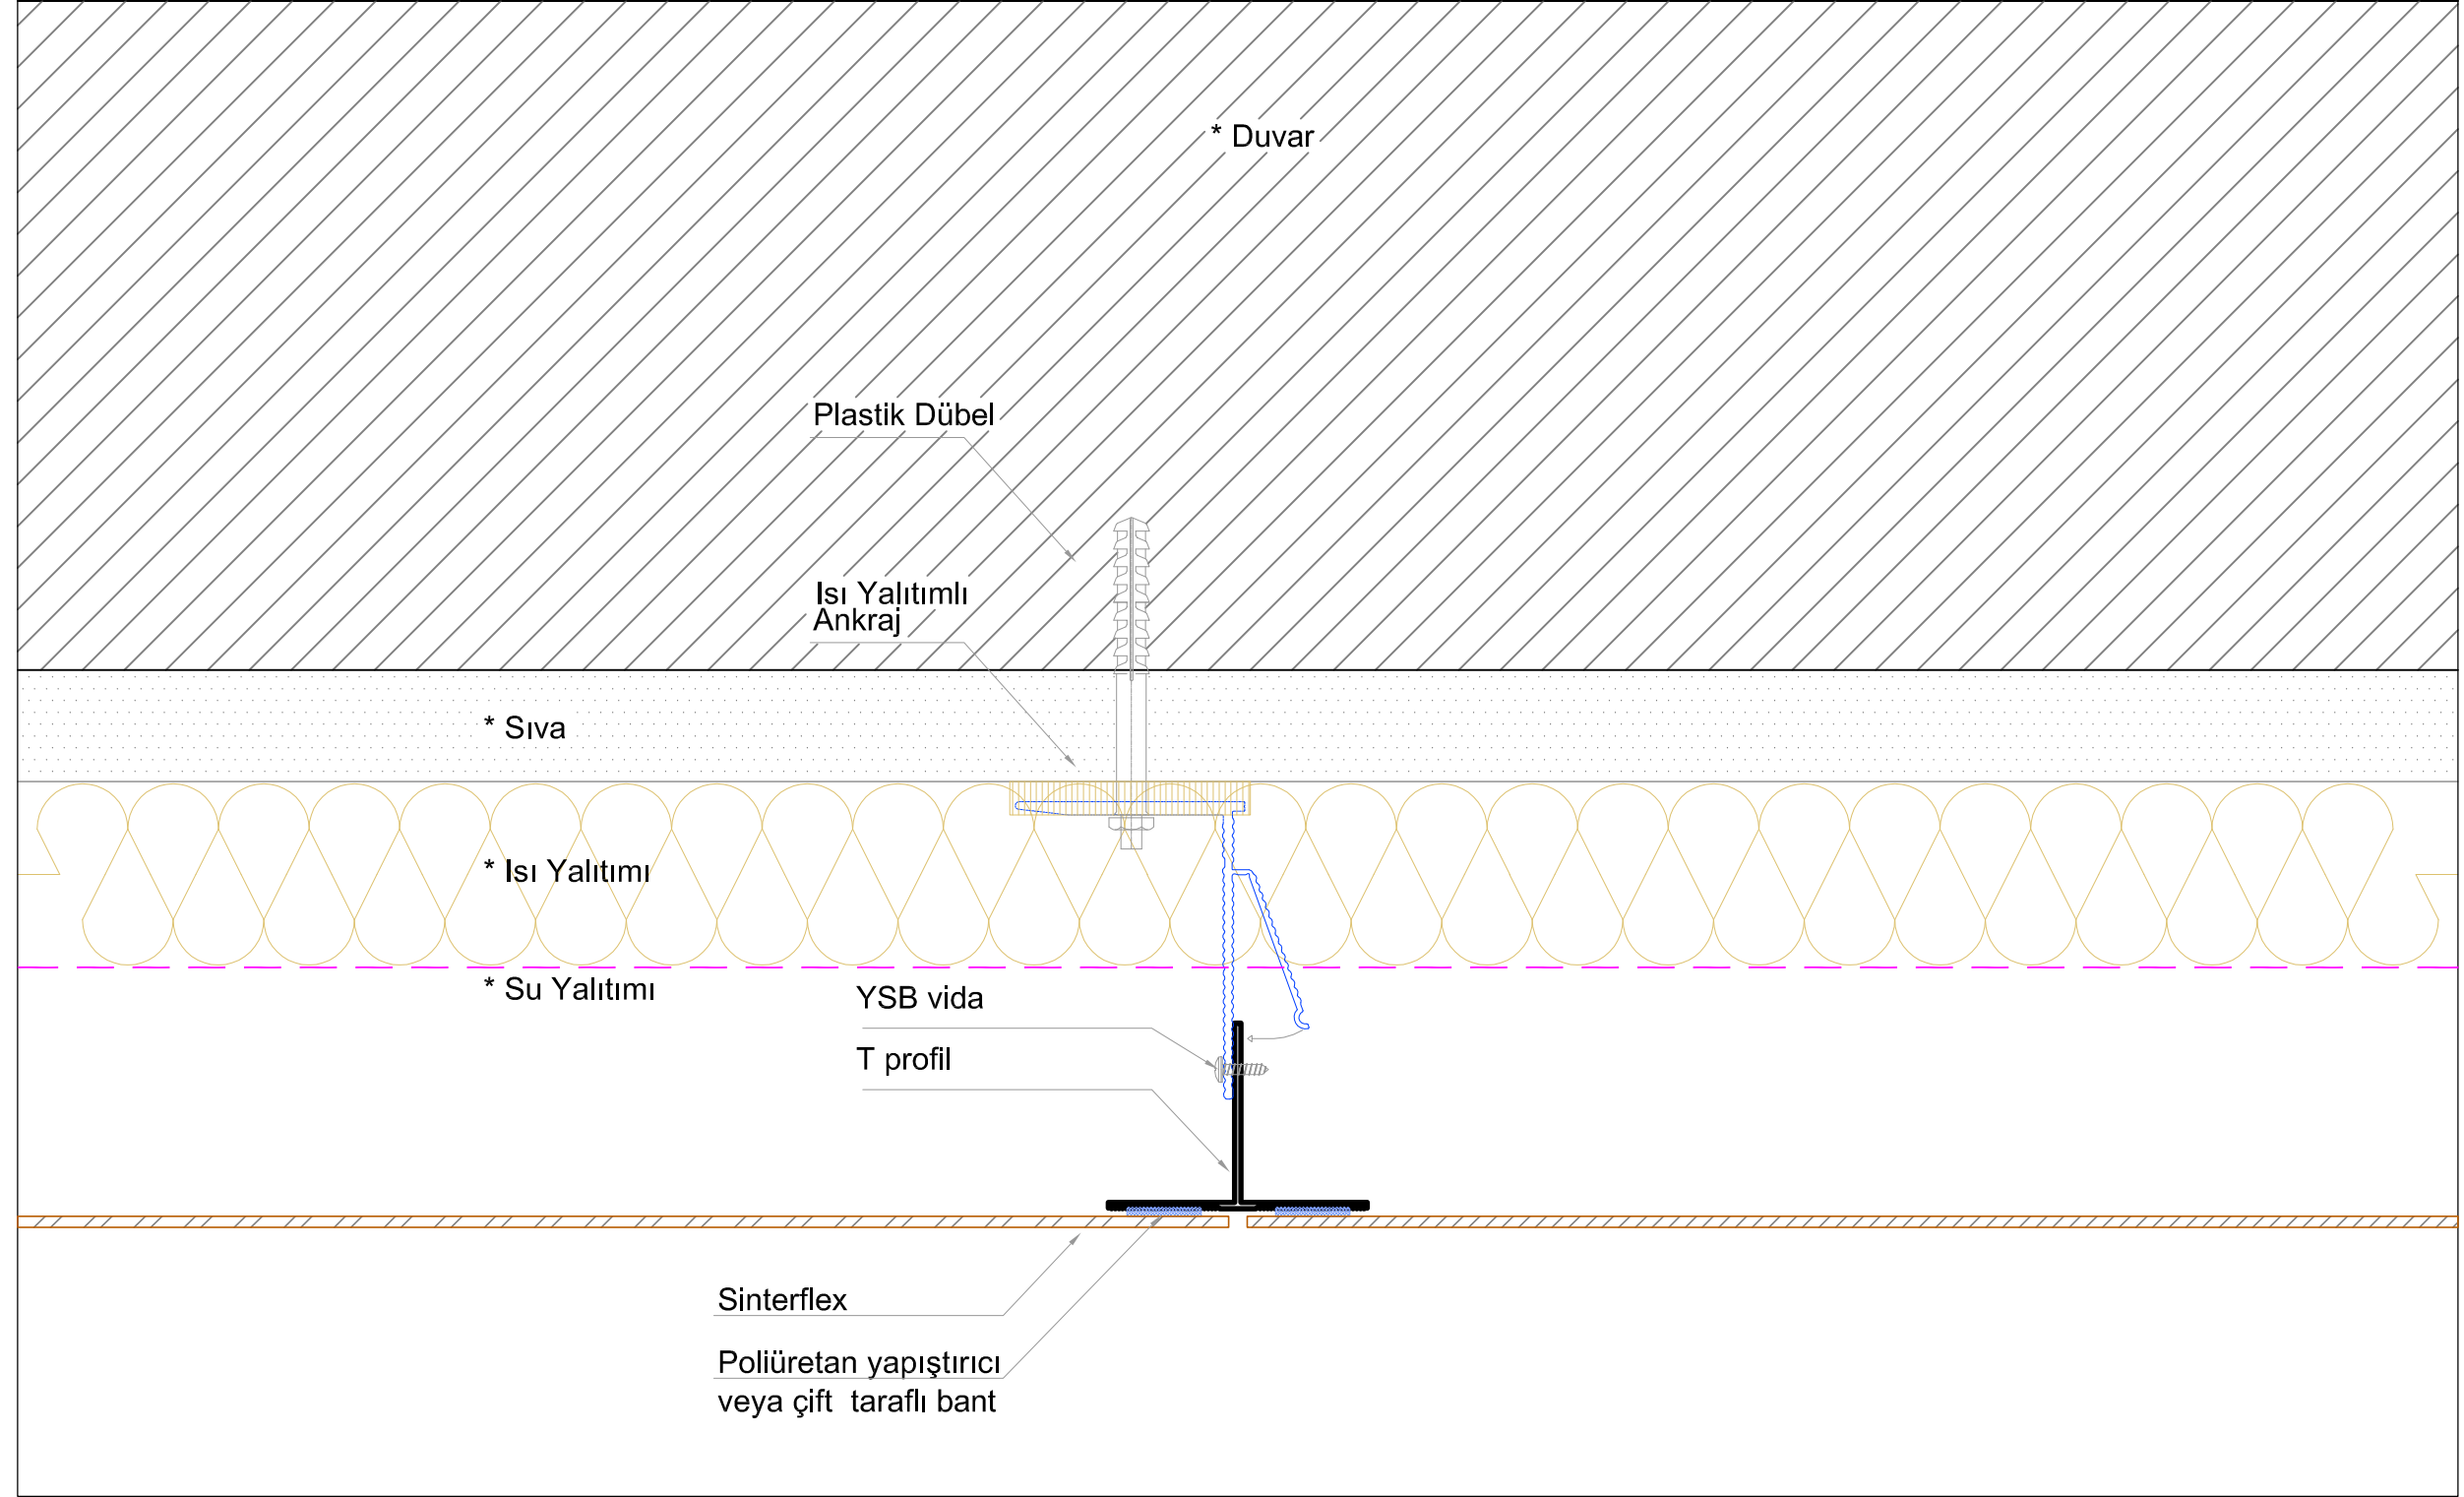 * Duvar
Plastik Dübel
Isı Yalıtımlı
Ankraj
* Sıva
* Isı Yalıtımı
* Su Yalıtımı
YSB vida
T profil
Sinterflex
Poliüretan yapıştırıcı
veya çift taraflı bant